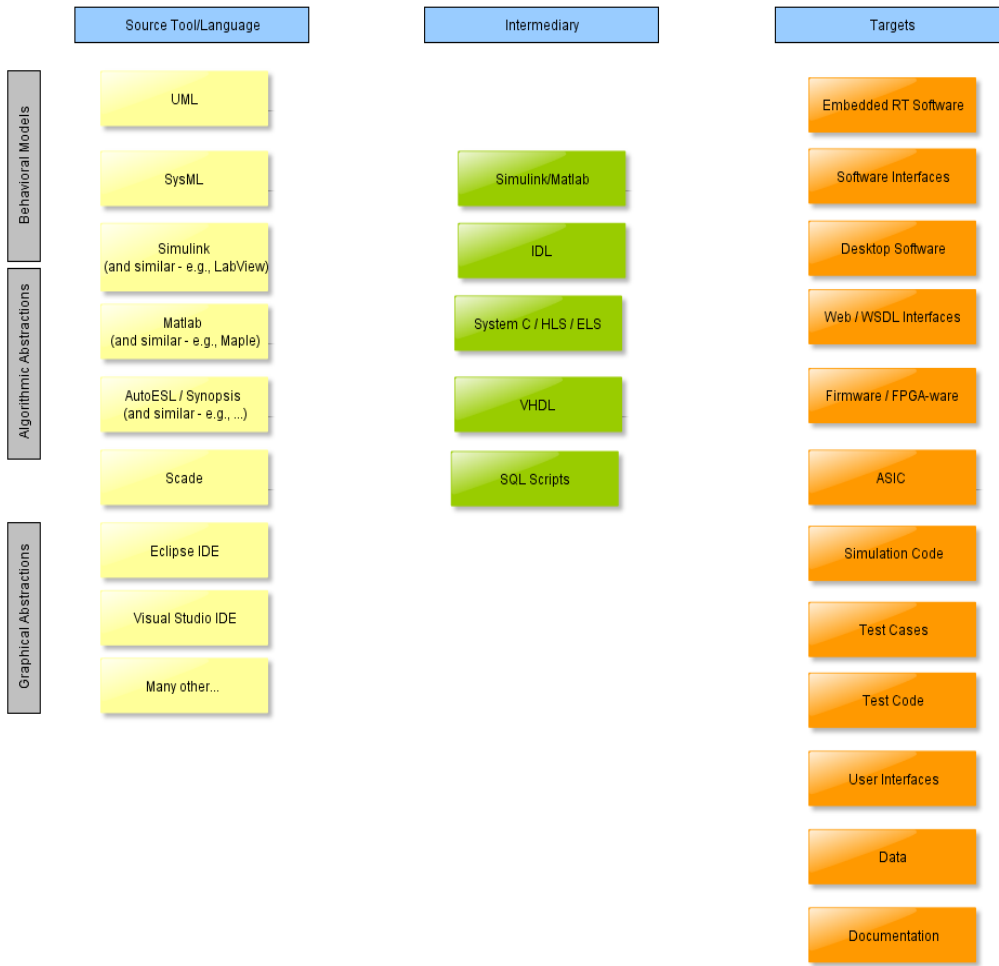 Source Tool/Language
Intermediary
Targets
Behavioral Models
Algorithmic Abstractions
Graphical Abstractions
UML
SysML
Simulink
(and similar - e.g., LabView)
Matlab
(and similar - e.g., Maple)
AutoESL / Synopsis
(and similar - e.g., ...)
Scade
Eclipse IDE
Visual Studio IDE
Many other...
Simulink/Matlab
IDL
System C / HLS / ELS
VHDL
SQL Scripts
Embedded RT Software
Software Interfaces
Desktop Software
Web / WSDL Interfaces
Firmware / FPGA-ware
ASIC
Simulation Code
Test Cases
Test Code
User Interfaces
Data
Documentation